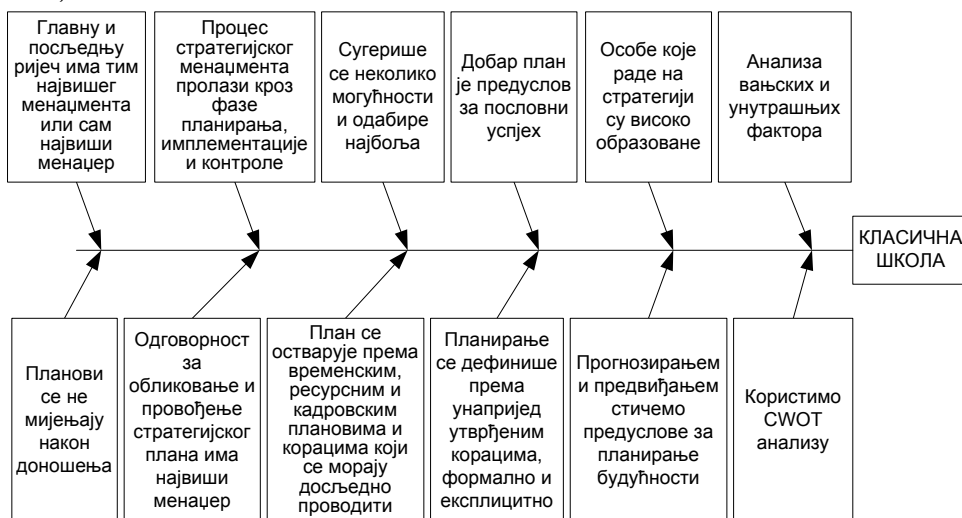 Главну и
посљедњу
ријеч има тим
највишег
менаџмента
или сам
највиши
менаџер
Процес
стратегијског
менаџмента
пролази кроз
фазе
планирања,
имплементације
и контроле
Сугерише
се неколико
могућности
и одабире
најбоља
Добар план
је предуслов
за пословни
успјех
Особе које
раде на
стратегији
су високо
образоване
Анализа
вањских и
унутрашњих
фактора
КЛАСИЧНА
ШКОЛА
Планови
се не
мијењају
након
доношења
Одговорност
за
обликовање и
провођење
стратегијског
плана има
највиши
менаџер
План се
остварује према
временским,
ресурсним и
кадровским
плановима и
корацима који
се морају
досљедно
проводити
Планирање
се дефинише
према
унапријед
утврђеним
корацима,
формално и
експлицитно
Прогнозирањем
и предвиђањем
стичемо
предуслове за
планирање
будућности
Користимо
СWOT
анализу